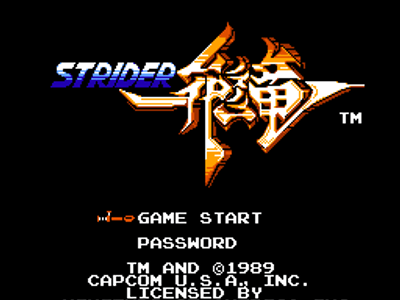 STRIDER 飛竜 TM
GAME START
PASSWORD
TM AND ©1989
CAPCOM U.S.A., INC.
LICENSED BY